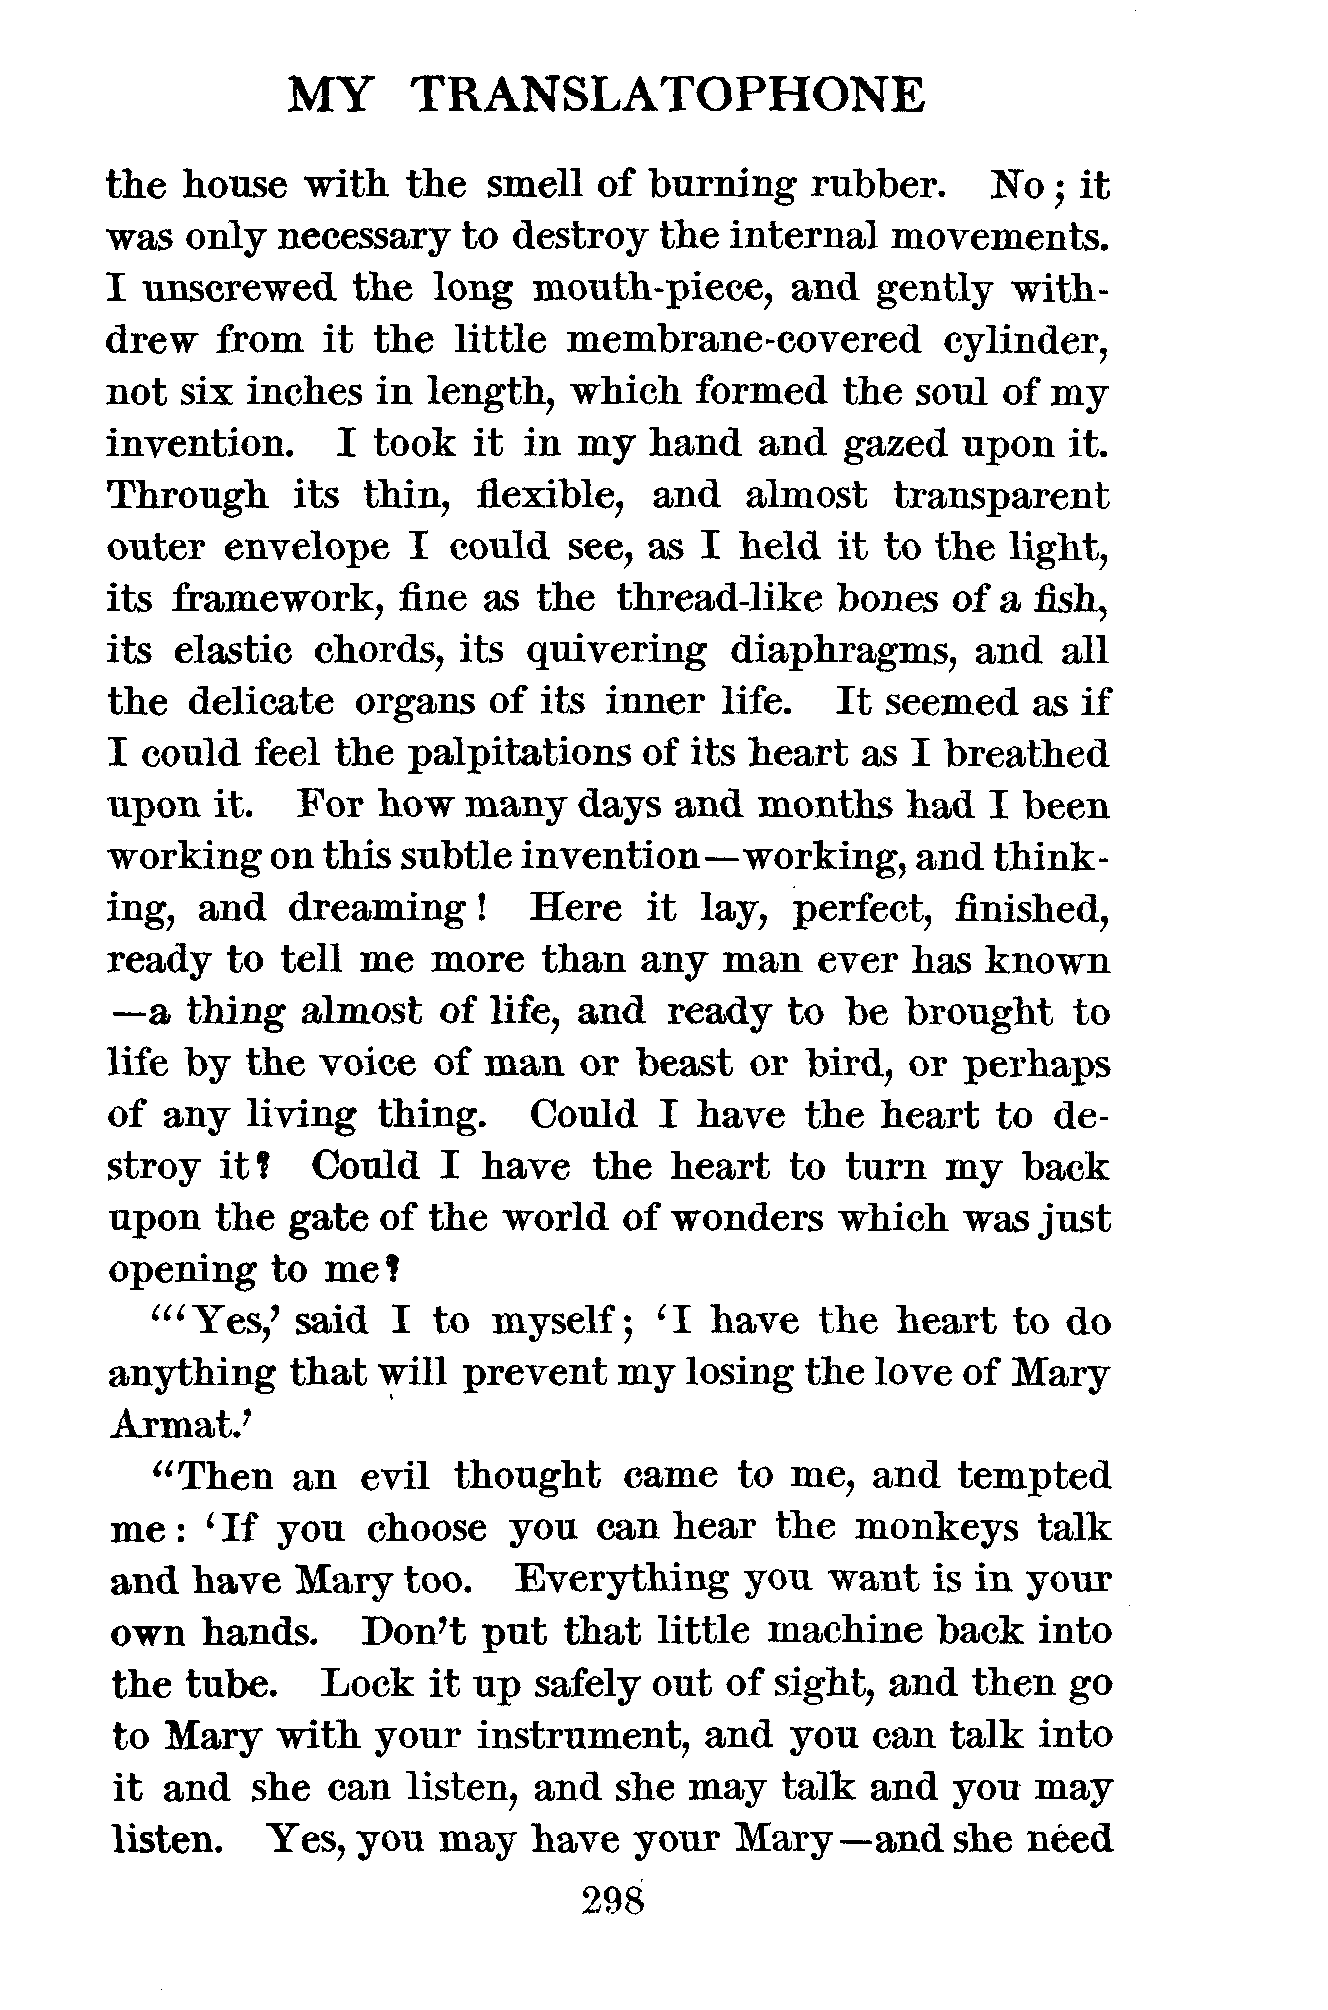 MY TRANSLATOPHONE
the house with the smell of burning rubber. No; it
was only necessary to destroy the internal movements.
I unscrewed the long mouth-piece, and gently with-
drew from it the little membrane-covered cylinder,
not six inches in length, which formed the soul of my
invention. I took it in my hand and gazed upon it.
Through its thin, flexible, and almost transparent
outer envelope I could see, as I held it to the light,
its framework, fine as the thread-like bones of a fish,
its elastic chords, its quivering diaphragms, and all
the delicate organs of its inner life. It seemed as if
I could feel the palpitations of its heart as I breathed
upon it. For how many days and months had I been
working on this subtle invention—working, and think-
ing, and dreaming! Here it lay, perfect, finished,
ready to tell me more than any man ever has known
—a thing almost of life, and ready to be brought to
life by the voice of man or beast or bird, or perhaps
of any living thing. Could I have the heart to de-
stroy it? Could I have the heart to turn my back
upon the gate of the world of wonders which was just
opening to me?
"'Yes,' said I to myself; 'I have the heart to do
anything that will prevent my losing the love of Mary
Armat.'
"Then an evil thought came to me, and tempted
me: 'If you choose you can hear the monkeys talk
and have Mary too. Everything you want is in your
own hands. Don't put that little machine back into
the tube. Lock it up safely out of sight, and then go
to Mary with your instrument, and you can talk into
it and she can listen, and she may talk and you may
listen. Yes, you may have your Mary—and she need
298